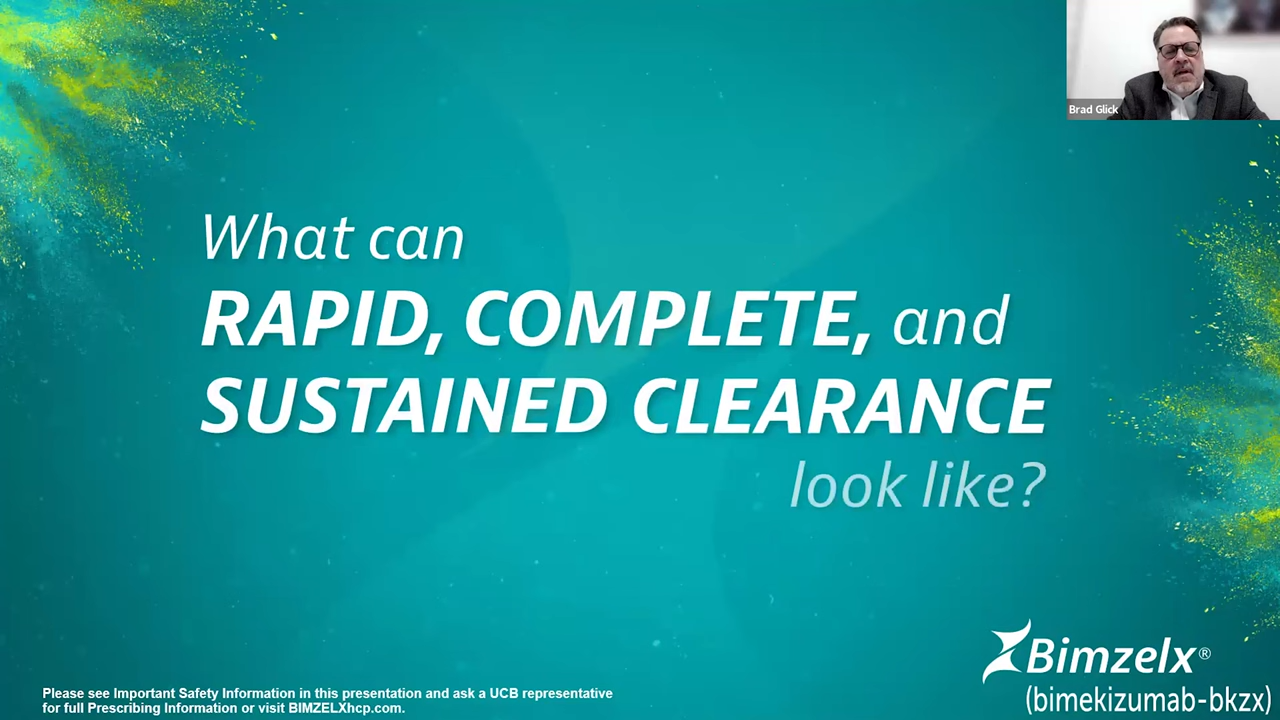 Brad Glick
What can
RAPID, COMPLETE, and
SUSTAINED CLEARANCE
look like?
Bimzelx®
(bimekizumab-bkzx)
Please see Important Safety Information in this presentation and ask a UCB representative
for full Prescribing Information or visit BIMZELXhcp.com.